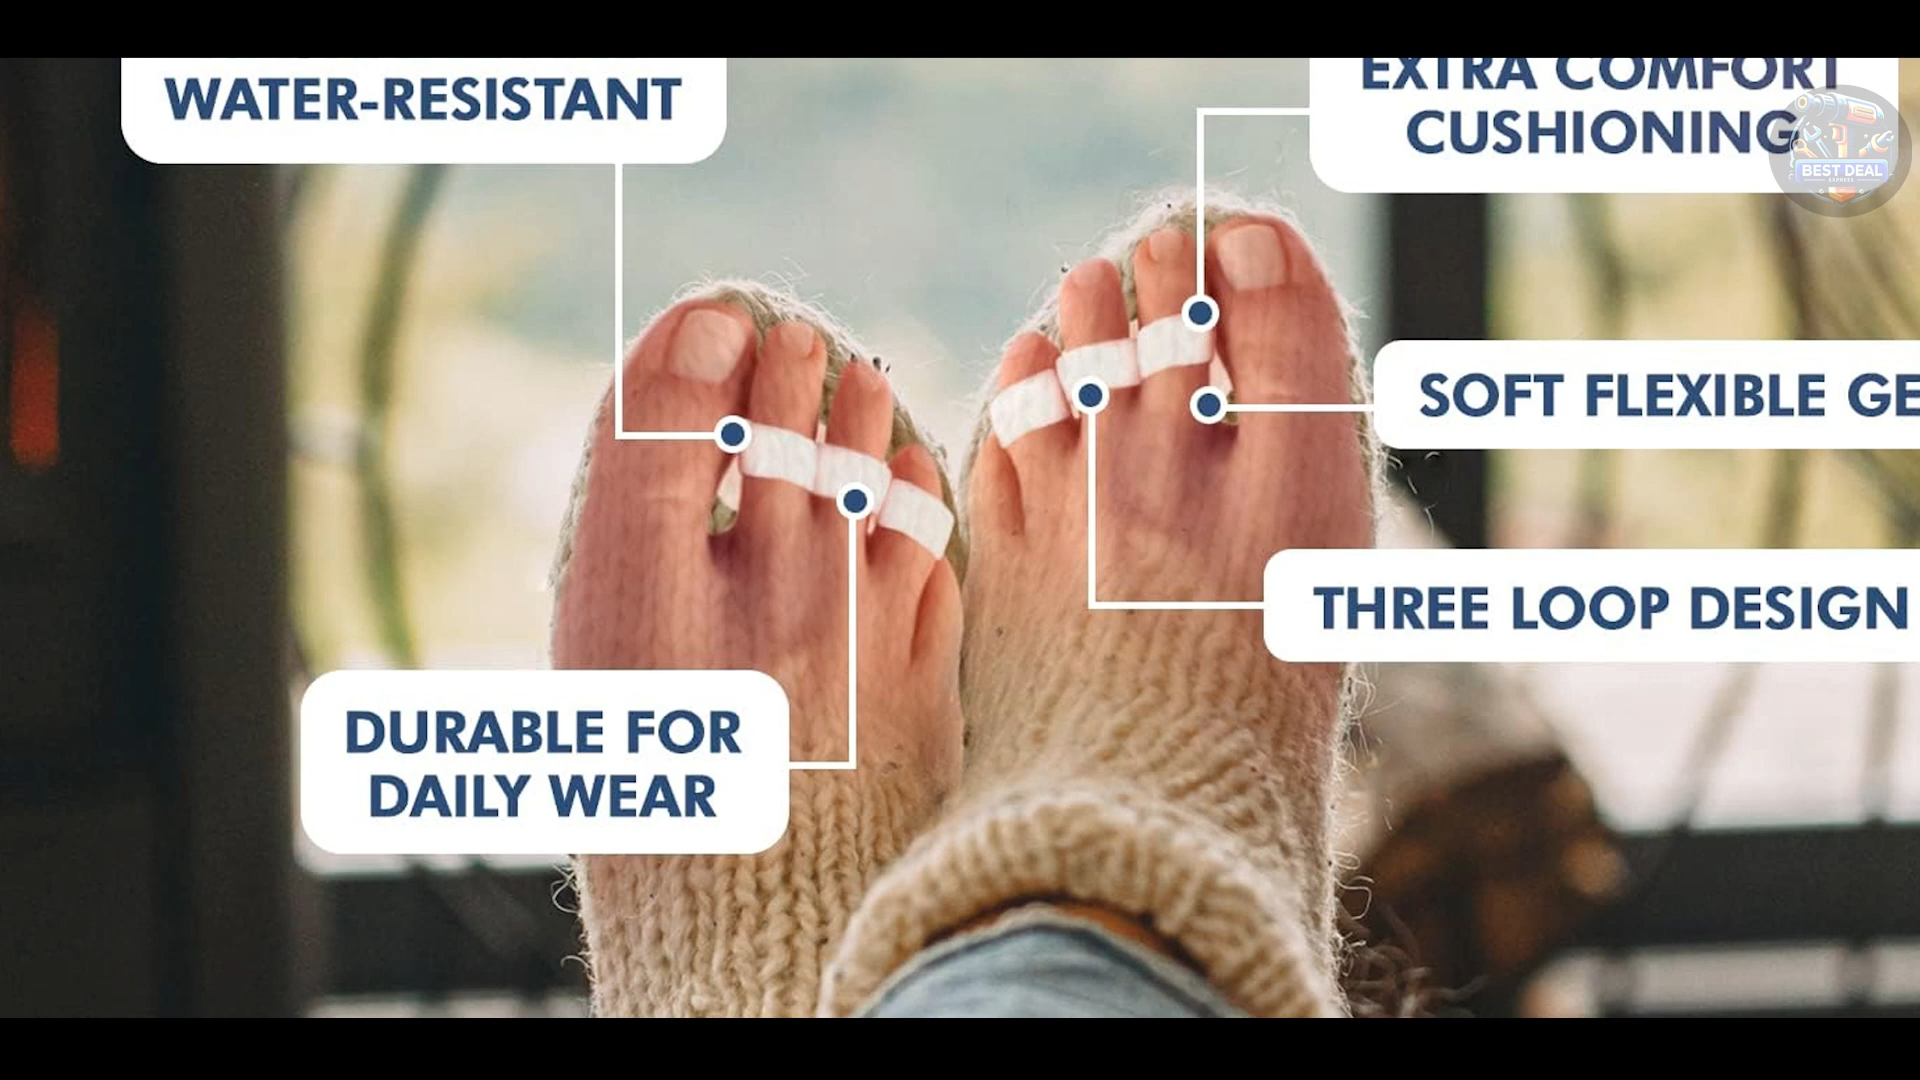 WATER-RESISTANT
EXTRA COMFORT
CUSHIONING
BEST DEAL
SOFT FLEXIBLE GE
THREE LOOP DESIGN
DURABLE FOR
DAILY WEAR